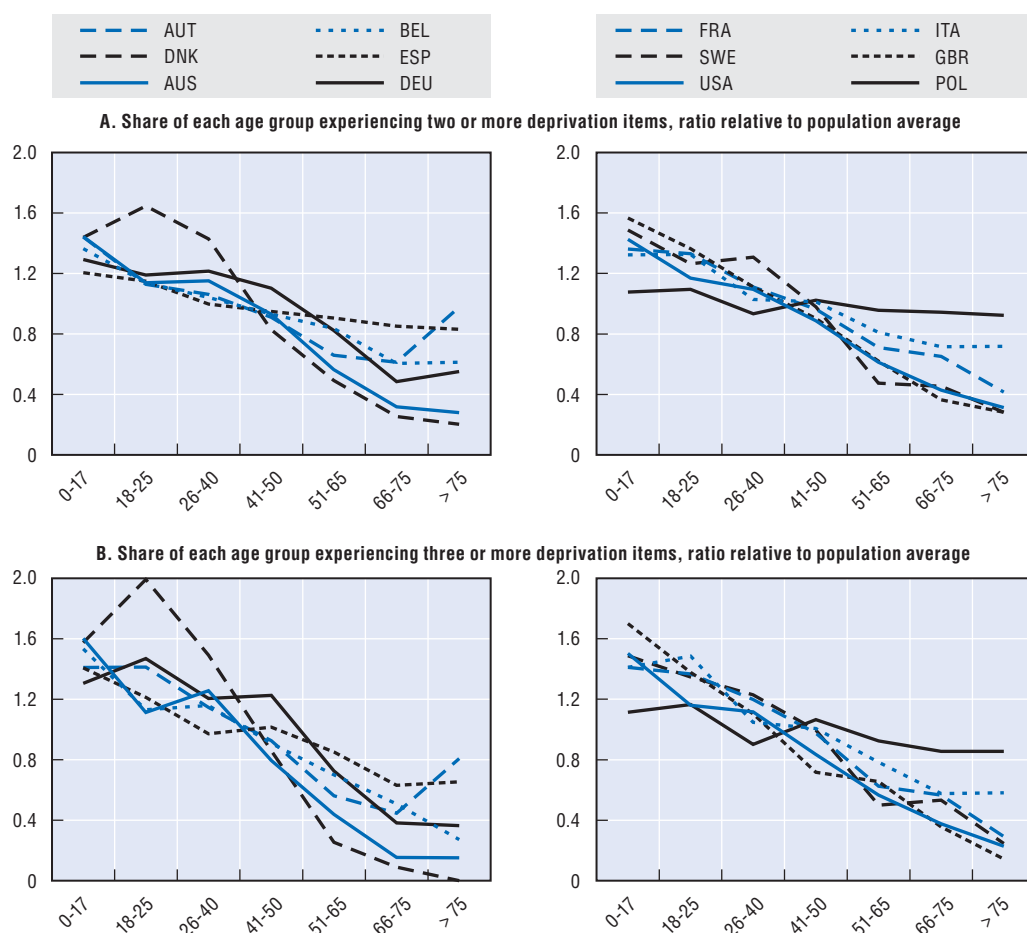 AUT BEL FRA ITA
DNK ESP SWE GBR
AUS DEU USA POL
A. Share of each age group experiencing two or more deprivation items, ratio relative to population average
2.0 2.0
1.6 1.6
1.2 1.2
0.8 0.8
0.4 0.4
0 0
0-17 18-25 26-40 41-50 51-65 66-75 > 75 0-17 18-25 26-40 41-50 51-65 66-75 > 75
B. Share of each age group experiencing three or more deprivation items, ratio relative to population average
2.0 2.0
1.6 1.6
1.2 1.2
0.8 0.8
0.4 0.4
0 0
0-17 18-25 26-40 41-50 51-65 66-75 > 75 0-17 18-25 26-40 41-50 51-65 66-75 > 75